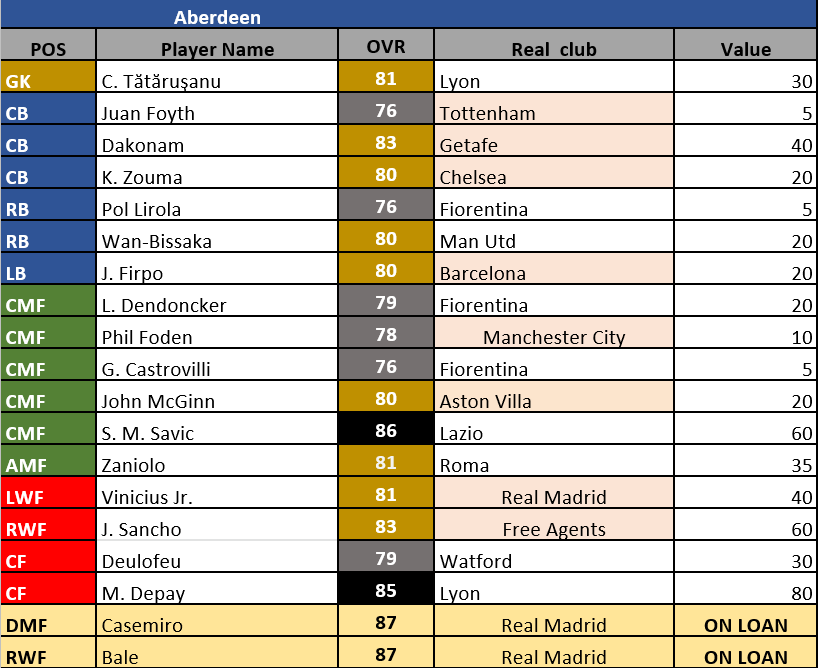 Aberdeen
POS Player Name OVR Real club Value
GK C. Tătăruşanu 81 Lyon 30
CB Juan Foyth 76 Tottenham 5
CB Dakonam 83 Getafe 40
CB K. Zouma 80 Chelsea 20
RB Pol Lirola 76 Fiorentina 5
RB Wan-Bissaka 80 Man Utd 20
LB J. Firpo 80 Barcelona 20
CMF L. Dendoncker 79 Fiorentina 20
CMF Phil Foden 78 Manchester City 10
CMF G. Castrovilli 76 Fiorentina 5
CMF John McGinn 80 Aston Villa 20
CMF S. M. Savic 86 Lazio 60
AMF Zaniolo 81 Roma 35
LWF Vinicius Jr. 81 Real Madrid 40
RWF J. Sancho 83 Free Agents 60
CF Deulofeu 79 Watford 30
CF M. Depay 85 Lyon 80
DMF Casemiro 87 Real Madrid ON LOAN
RWF Bale 87 Real Madrid ON LOAN